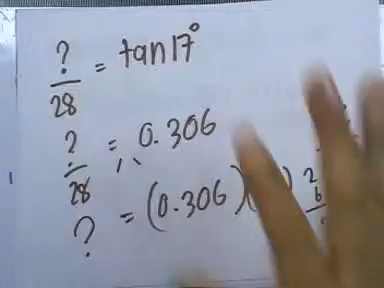 ?/28 = tan17°
?/28 = 0.306
? = (0.306)(